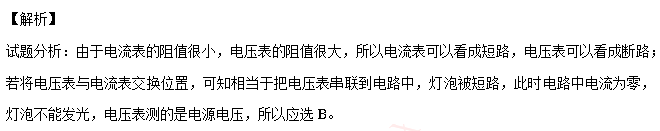 【解析】
试题分析：由于电流表的阻值很小，电压表的阻值很大，所以电流表可以看成短路，电压表可以看成断路；
若将电压表与电流表交换位置，可知相当于把电压表串联到电路中，灯泡被短路，此时电路中电流为零，
灯泡不能发光，电压表测的是电源电压，所以应选 B。